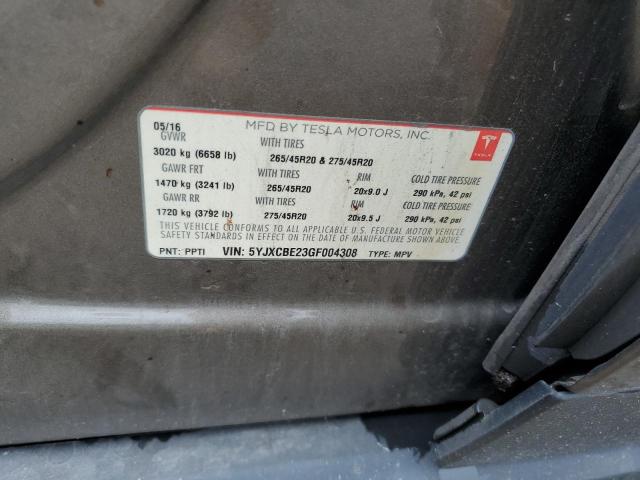 05/16 MFD BY TESLA MOTORS, INC.
GVWR WITH TIRES
3020 kg (6658 lb) 265/45R20 & 275/45R20
GAWR FRT WITH TIRES RIM COLD TIRE PRESSURE
1470 kg (3241 lb) 265/45R20 20x9.0 J 290 kPa, 42 psi
GAWR RR WITH TIRES RIM COLD TIRE PRESSURE
1720 kg (3792 lb) 275/45R20 20x9.5 J 290 kPa, 42 psi
THIS VEHICLE CONFORMS TO ALL APPLICABLE U.S. FEDERAL MOTOR VEHICLE
SAFETY STANDARDS IN EFFECT ON THE DATE OF MANUFACTURE SHOWN ABOVE.
PNT: PPTI VIN: 5YJXCBE23GF004308 TYPE: MPV
TESLA